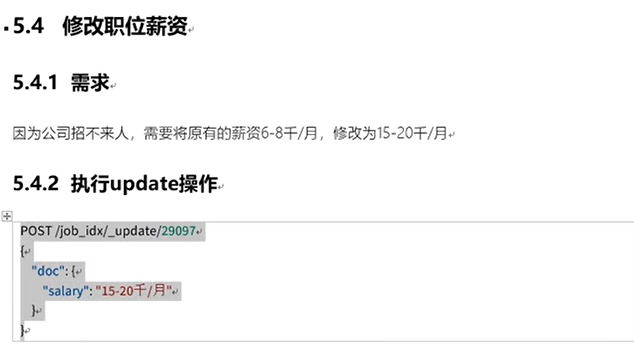 5.4 修改职位薪资
5.4.1 需求
因为公司招不来人，需要将原有的薪资6-8千/月，修改为15-20千/月
5.4.2 执行update操作
POST /job_idx/_update/29097
{
"doc": {
"salary": "15-20千/月"
}
}